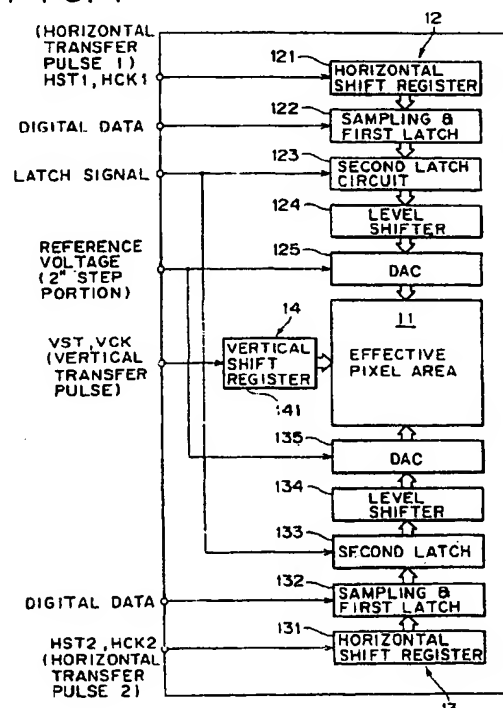 (HORIZONTAL
TRANSFER
PULSE 1)
HST1, HCK1
12
121
HORIZONTAL
SHIFT REGISTER
122
DIGITAL DATA
SAMPLING &
FIRST LATCH
123
LATCH SIGNAL
SECOND LATCH
CIRCUIT
124
LEVEL
SHIFTER
125
REFERENCE
VOLTAGE
(2ⁿ STEP
PORTION)
DAC
11
EFFECTIVE
PIXEL AREA
14
VST, VCK
(VERTICAL
TRANSFER
PULSE)
VERTICAL
SHIFT
REGISTER
141
135
DAC
134
LEVEL
SHIFTER
133
SECOND LATCH
132
DIGITAL DATA
SAMPLING &
FIRST LATCH
131
HST2, HCK2
(HORIZONTAL
TRANSFER
PULSE 2)
HORIZONTAL
SHIFT REGISTER